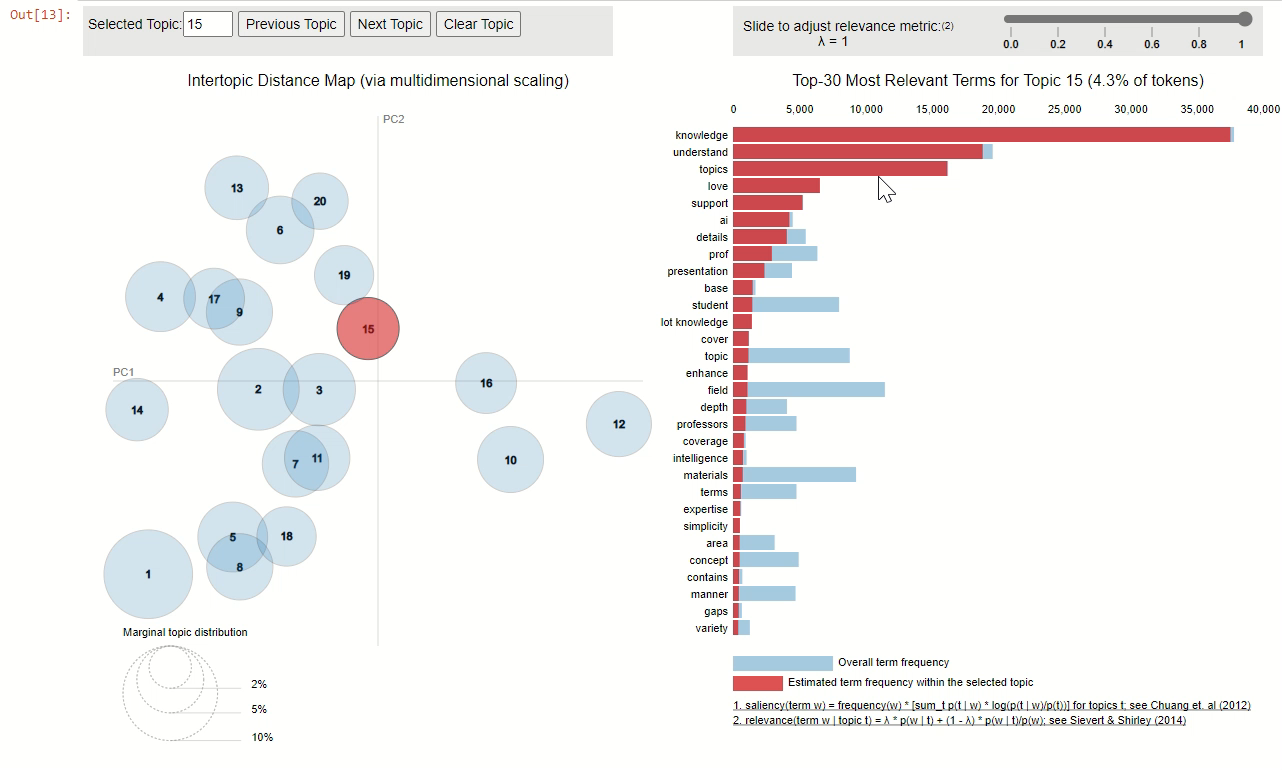 Out[13]:
Selected Topic: 15 Previous Topic Next Topic Clear Topic
Slide to adjust relevance metric:(2)
λ = 1
0.0 0.2 0.4 0.6 0.8 1
Intertopic Distance Map (via multidimensional scaling)
PC2
PC1
13
20
6
19
4
17
9
15
2
3
16
14
12
7
11
10
5
18
8
1
Marginal topic distribution
2%
5%
10%
Top-30 Most Relevant Terms for Topic 15 (4.3% of tokens)
0 5,000 10,000 15,000 20,000 25,000 30,000 35,000 40,000
knowledge
understand
topics
love
support
ai
details
prof
presentation
base
student
lot knowledge
cover
topic
enhance
field
depth
professors
coverage
intelligence
materials
terms
expertise
simplicity
area
concept
contains
manner
gaps
variety
Overall term frequency
Estimated term frequency within the selected topic
1. saliency(term w) = frequency(w) * [sum_t p(t | w) * log(p(t | w)/p(t))] for topics t; see Chuang et. al (2012)
2. relevance(term w | topic t) = λ * p(w | t) + (1 - λ) * p(w | t)/p(w); see Sievert & Shirley (2014)